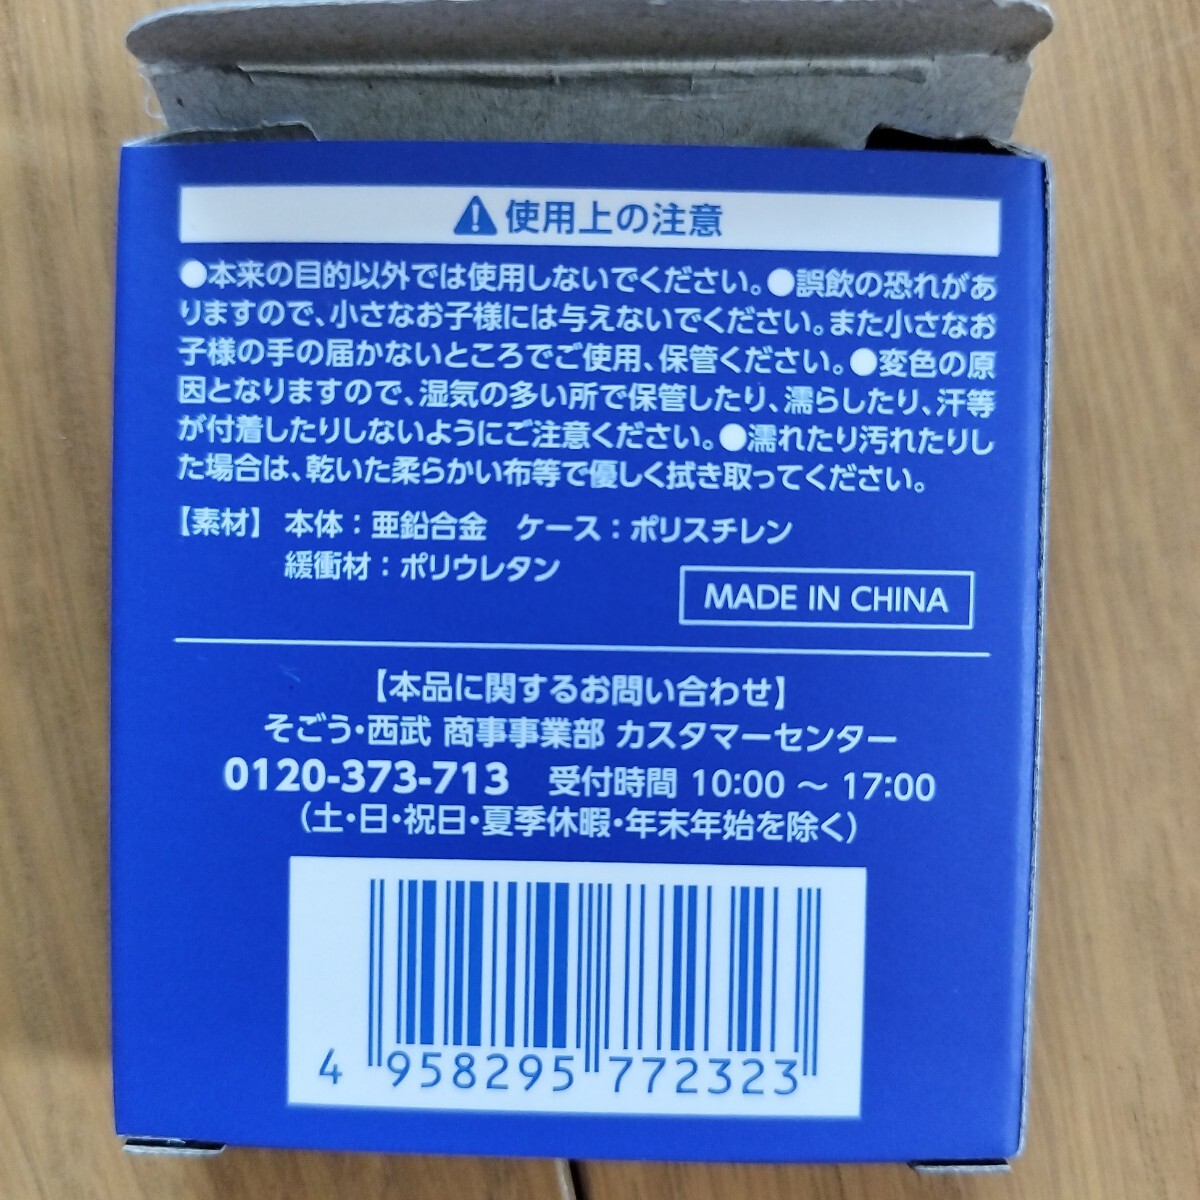 ⚠使用上の注意
●本来の目的以外では使用しないでください。●誤飲の恐れがあ
りますので、小さなお子様には与えないでください。また小さなお
子様の手の届かないところでご使用、保管ください。●変色の原
因となりますので、湿気の多い所で保管したり、濡らしたり、汗等
が付着したりしないようにご注意ください。●濡れたり汚れたりし
た場合は、乾いた柔らかい布等で優しく拭き取ってください。
【素材】 本体：亜鉛合金 ケース：ポリスチレン
緩衝材：ポリウレタン
MADE IN CHINA
【本品に関するお問い合わせ】
そごう・西武 商事事業部 カスタマーセンター
0120-373-713 受付時間 10:00 ～ 17:00
（土・日・祝日・夏季休暇・年末年始を除く）
4 958295 772323